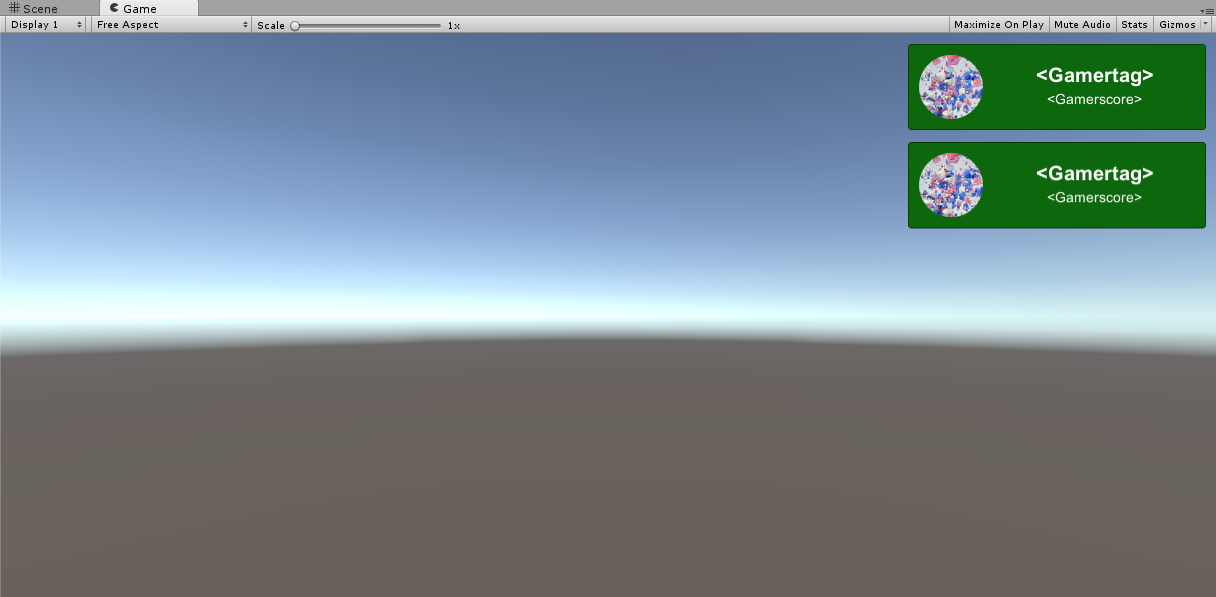 Scene
Game
Display 1
Free Aspect
Scale
1x
Maximize On Play
Mute Audio
Stats
Gizmos
<Gamertag>
<Gamerscore>
<Gamertag>
<Gamerscore>